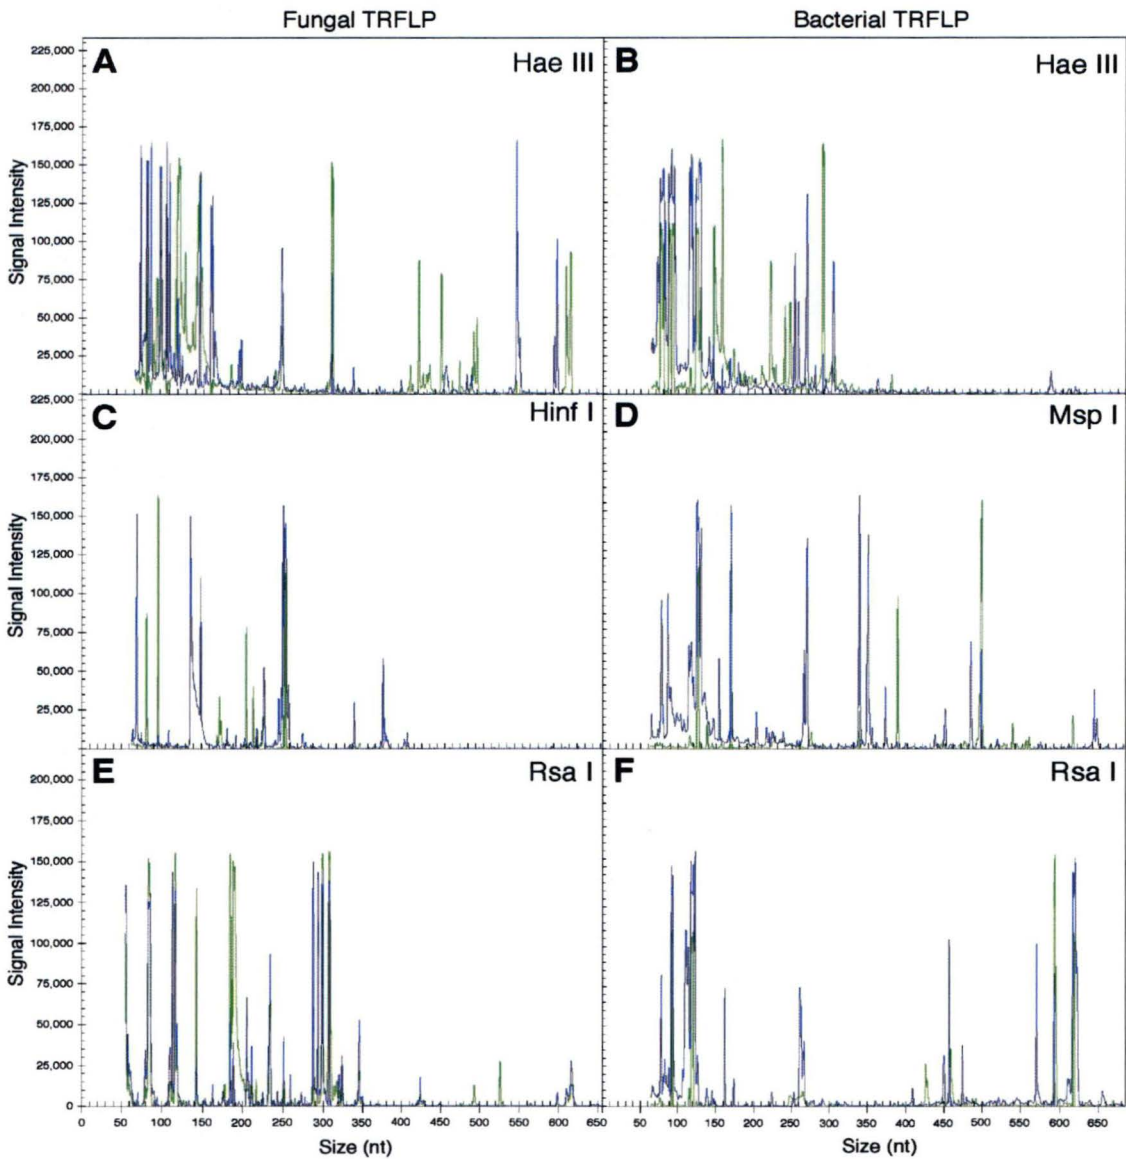 Fungal TRFLP
Bacterial TRFLP
A
Hae III
B
Hae III
225,000
200,000
175,000
150,000
125,000
100,000
75,000
50,000
25,000
Signal Intensity
C
Hinf I
D
Msp I
225,000
200,000
175,000
150,000
125,000
100,000
75,000
50,000
25,000
Signal Intensity
E
Rsa I
F
Rsa I
200,000
175,000
150,000
125,000
100,000
75,000
50,000
25,000
0
Signal Intensity
0 50 100 150 200 250 300 350 400 450 500 550 600 650
0 50 100 150 200 250 300 350 400 450 500 550 600 650
Size (nt)
Size (nt)